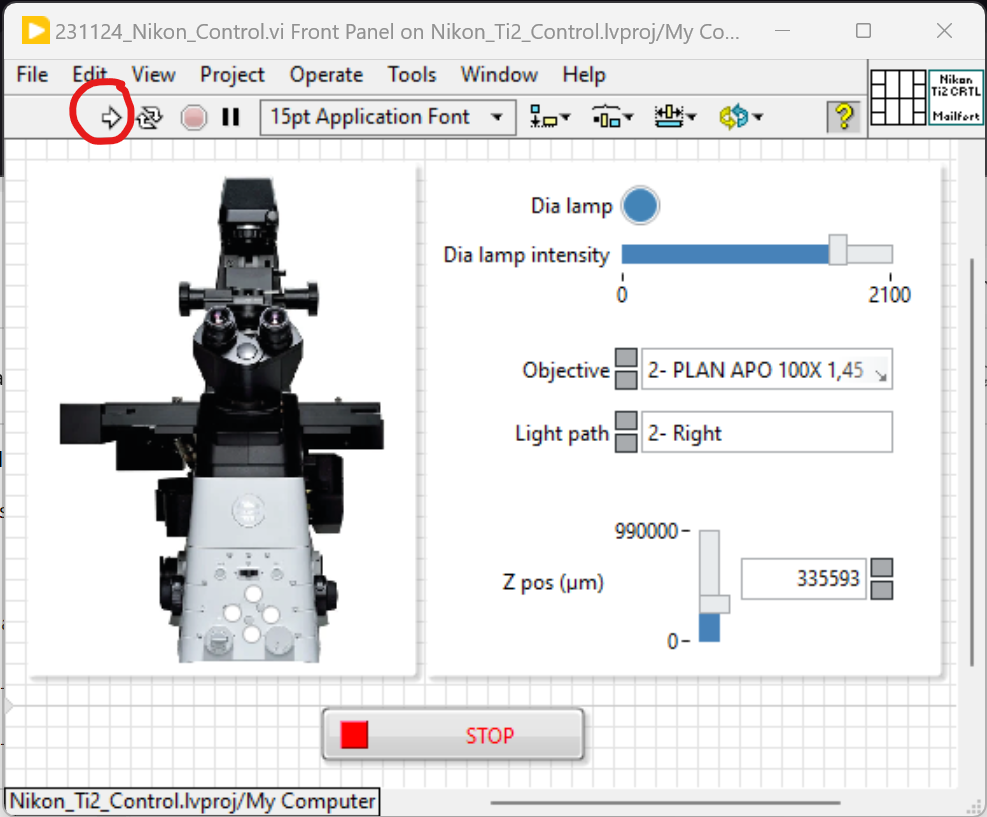 231124_Nikon_Control.vi Front Panel on Nikon_Ti2_Control.lvproj/My Co...
File Edit View Project Operate Tools Window Help
15pt Application Font
?
Nikon
Ti2 CRTL
Mailfert
Dia lamp
Dia lamp intensity
0 2100
Objective 2- PLAN APO 100X 1,45
Light path 2- Right
990000
Z pos (µm) 335593
0
STOP
Nikon_Ti2_Control.lvproj/My Computer